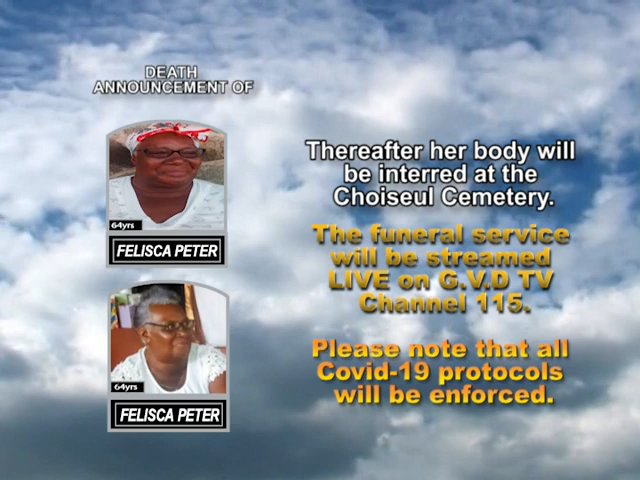 DEATH
ANNOUNCEMENT OF
64yrs
FELISCA PETER
64yrs
FELISCA PETER
Thereafter her body will
be interred at the
Choiseul Cemetery.
The funeral service
will be streamed
LIVE on G.V.D TV
Channel 115.
Please note that all
Covid-19 protocols
will be enforced.